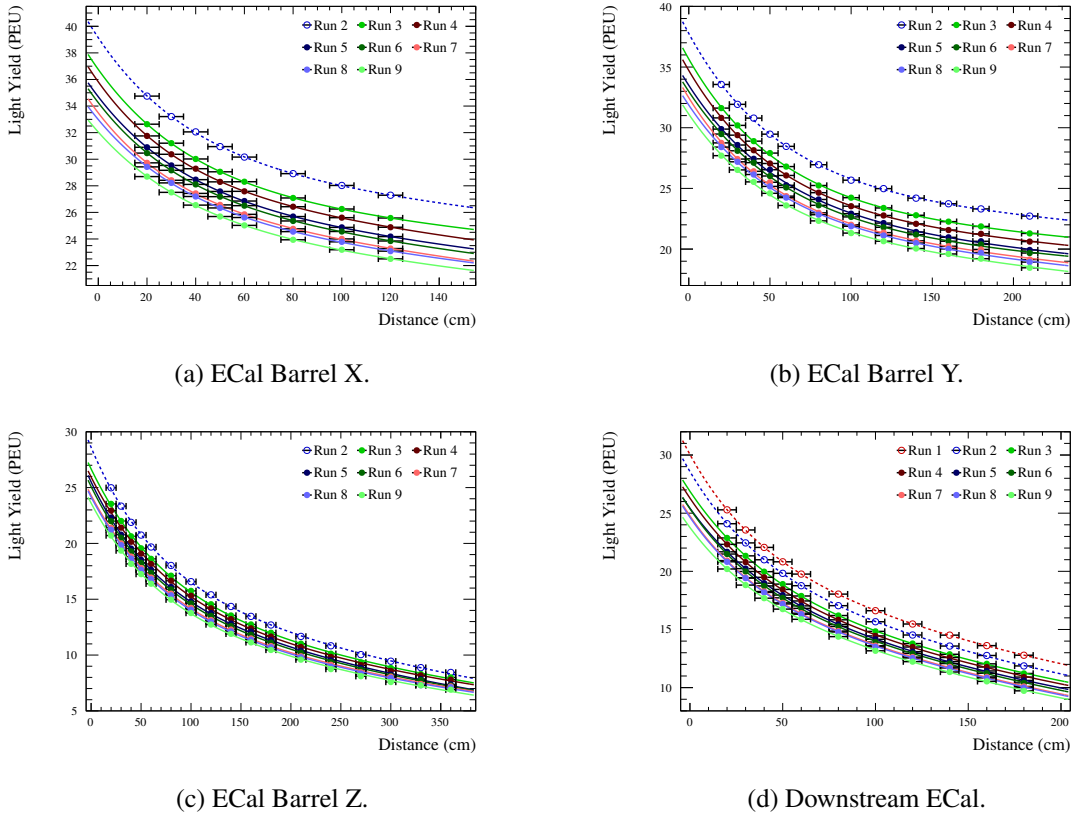 Light Yield (PEU)
40
38
36
34
32
30
28
26
24
22
Run 2 Run 3 Run 4
Run 5 Run 6 Run 7
Run 8 Run 9
0 20 40 60 80 100 120 140
Distance (cm)
(a) ECal Barrel X.
Light Yield (PEU)
40
35
30
25
20
Run 2 Run 3 Run 4
Run 5 Run 6 Run 7
Run 8 Run 9
0 50 100 150 200
Distance (cm)
(b) ECal Barrel Y.
Light Yield (PEU)
30
25
20
15
10
5
Run 2 Run 3 Run 4
Run 5 Run 6 Run 7
Run 8 Run 9
0 50 100 150 200 250 300 350
Distance (cm)
(c) ECal Barrel Z.
Light Yield (PEU)
30
25
20
15
10
Run 1 Run 2 Run 3
Run 4 Run 5 Run 6
Run 7 Run 8 Run 9
0 50 100 150 200
Distance (cm)
(d) Downstream ECal.